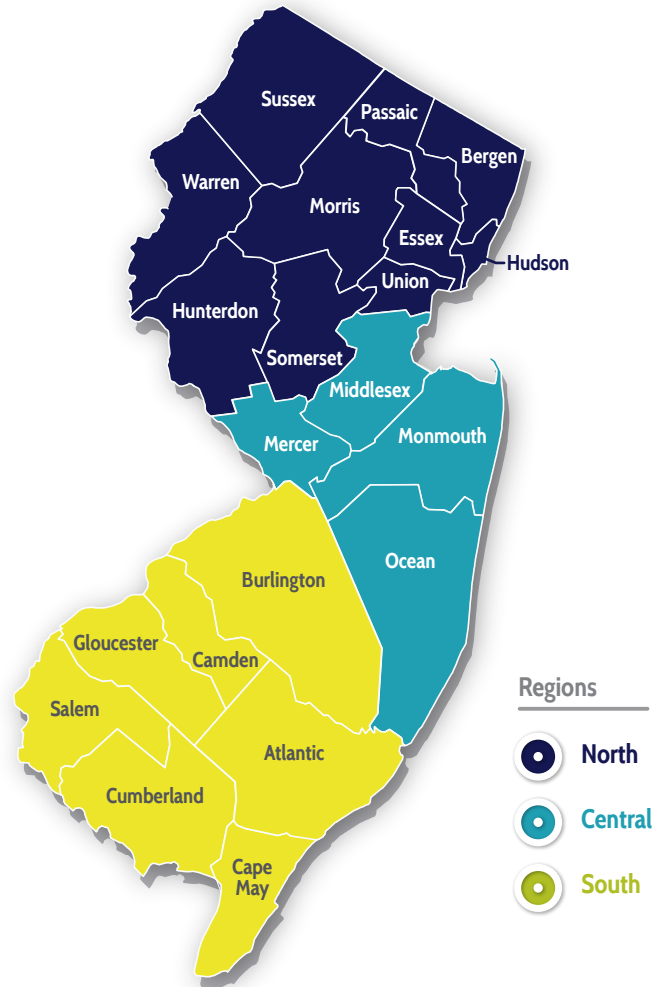 Sussex
Passaic
Bergen
Warren
Morris
Essex
Hudson
Union
Hunterdon
Somerset
Middlesex
Mercer
Monmouth
Ocean
Burlington
Gloucester
Camden
Salem
Atlantic
Cumberland
Cape
May
Regions
North
Central
South